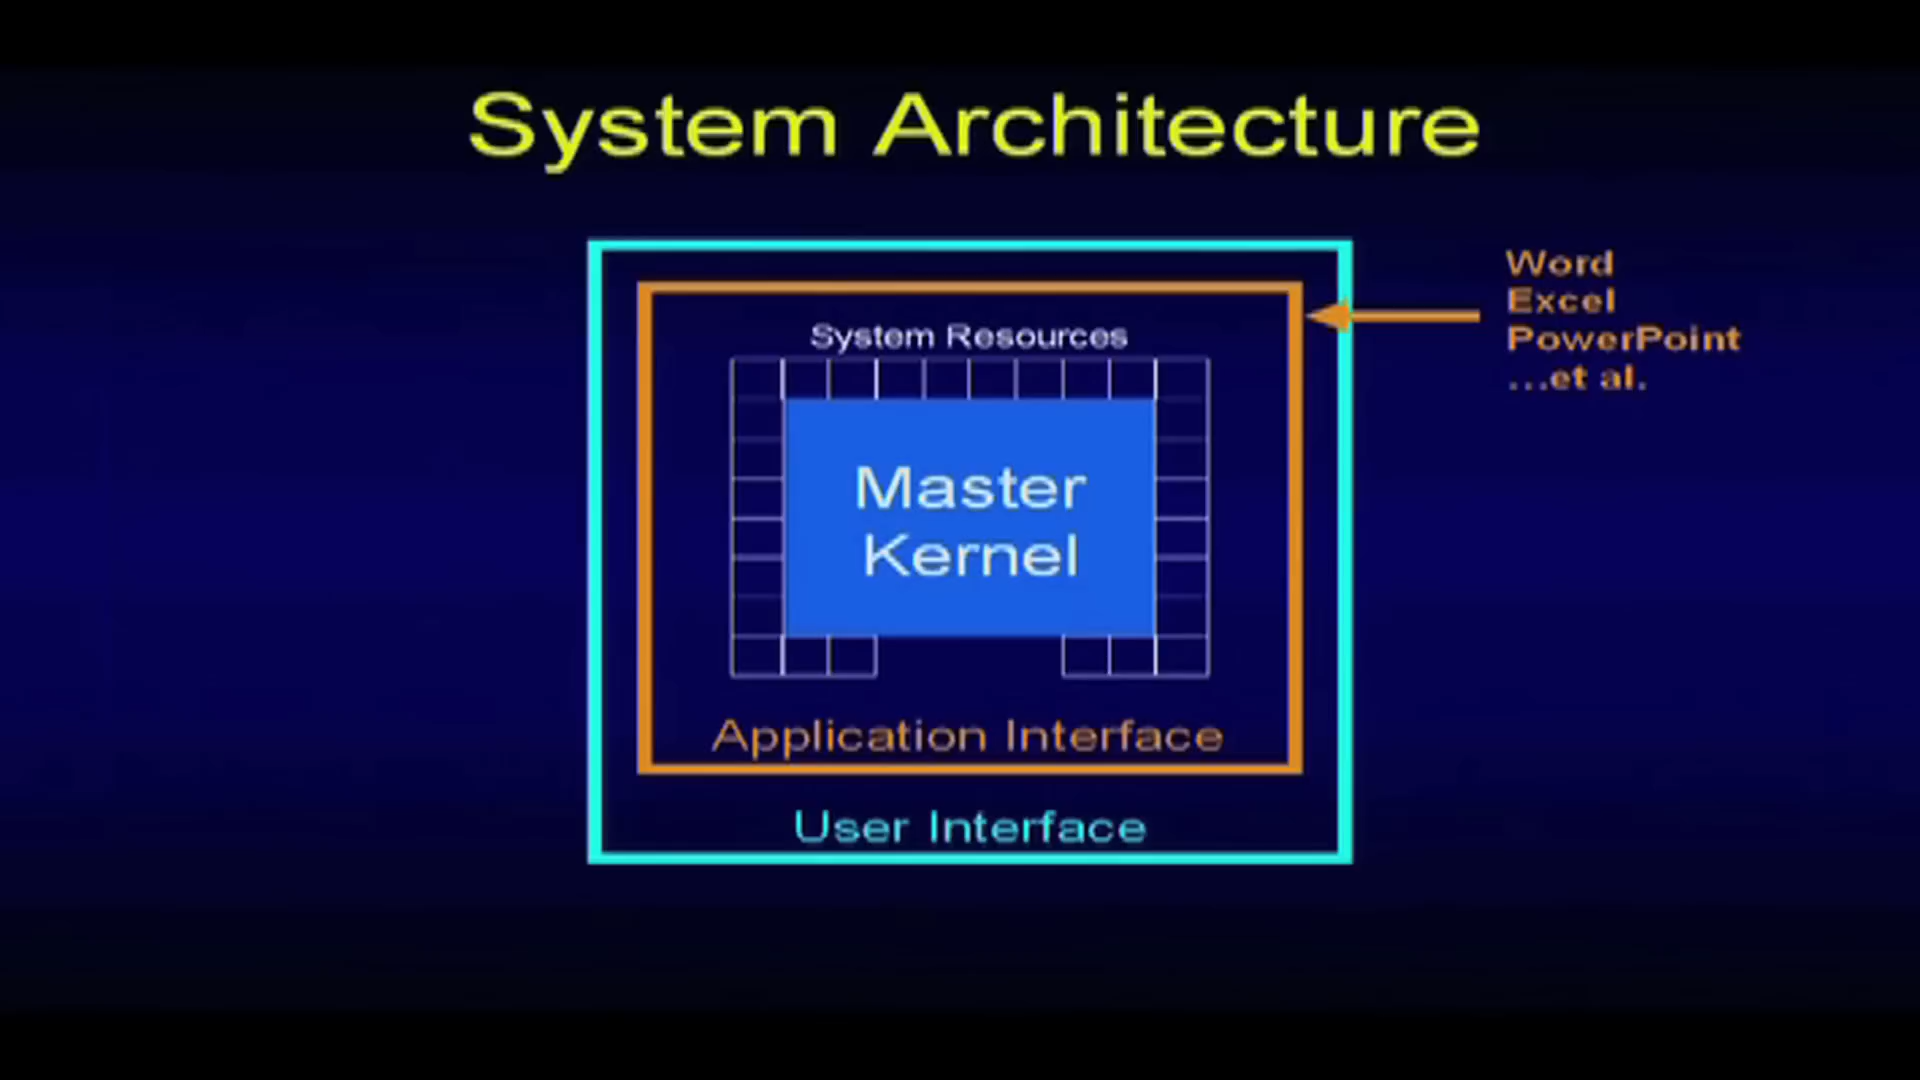 System Architecture
Word
Excel
PowerPoint
...et al.
System Resources
Master
Kernel
Application Interface
User Interface